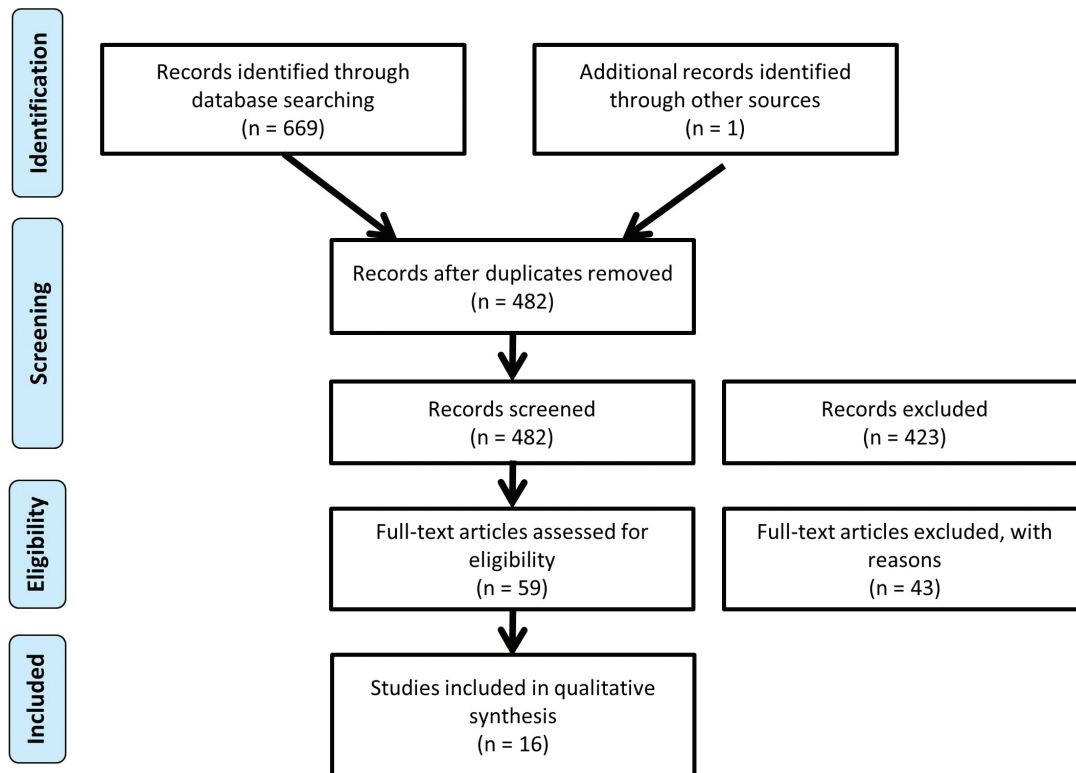 Identification
Records identified through
database searching
(n = 669)
Additional records identified
through other sources
(n = 1)
Screening
Records after duplicates removed
(n = 482)
Records screened
(n = 482)
Records excluded
(n = 423)
Eligibility
Full-text articles assessed for
eligibility
(n = 59)
Full-text articles excluded, with
reasons
(n = 43)
Included
Studies included in qualitative
synthesis
(n = 16)